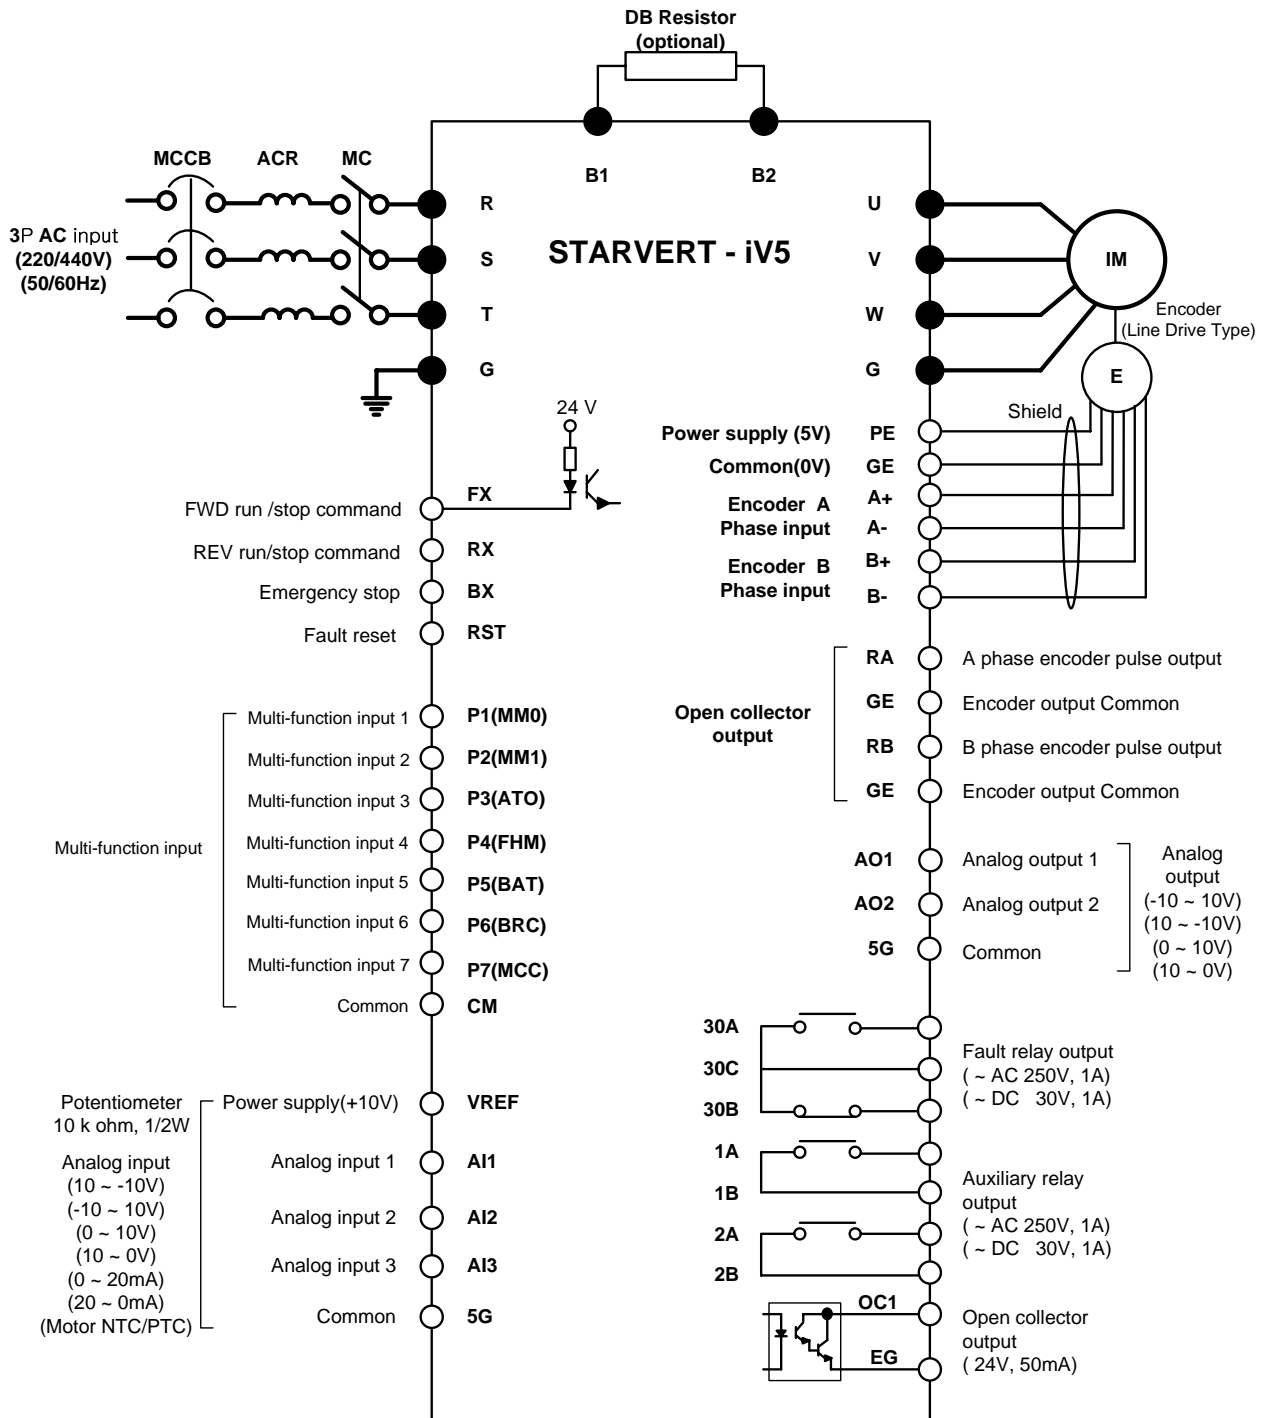 DB Resistor
(optional)
MCCB
ACR
MC
B1
B2
3P AC input
(220/440V)
(50/60Hz)
R
S
T
G
STARVERT - iV5
U
V
W
G
IM
Encoder
(Line Drive Type)
E
Shield
24 V
FWD run /stop command
FX
REV run/stop command
RX
Emergency stop
BX
Fault reset
RST
Power supply (5V)
PE
Common(0V)
GE
Encoder A
Phase input
A+
A-
Encoder B
Phase input
B+
B-
Multi-function input
Multi-function input 1
P1(MM0)
Multi-function input 2
P2(MM1)
Multi-function input 3
P3(ATO)
Multi-function input 4
P4(FHM)
Multi-function input 5
P5(BAT)
Multi-function input 6
P6(BRC)
Multi-function input 7
P7(MCC)
Common
CM
Open collector
output
RA
A phase encoder pulse output
GE
Encoder output Common
RB
B phase encoder pulse output
GE
Encoder output Common
AO1
Analog output 1
AO2
Analog output 2
5G
Common
Analog
output
(-10 ~ 10V)
(10 ~ -10V)
(0 ~ 10V)
(10 ~ 0V)
Potentiometer
10 k ohm, 1/2W
Analog input
(10 ~ -10V)
(-10 ~ 10V)
(0 ~ 10V)
(10 ~ 0V)
(0 ~ 20mA)
(20 ~ 0mA)
(Motor NTC/PTC)
Power supply(+10V)
VREF
Analog input 1
AI1
Analog input 2
AI2
Analog input 3
AI3
Common
5G
30A
30C
30B
Fault relay output
( ~ AC 250V, 1A)
( ~ DC 30V, 1A)
1A
1B
2A
2B
Auxiliary relay
output
( ~ AC 250V, 1A)
( ~ DC 30V, 1A)
OC1
EG
Open collector
output
( 24V, 50mA)